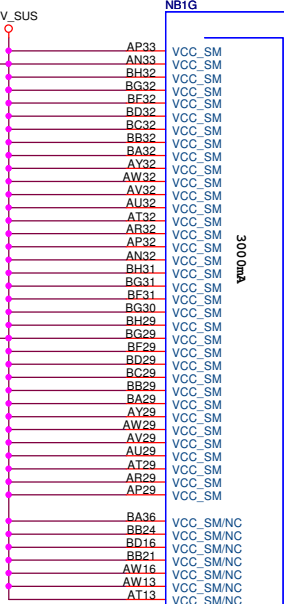 NB1G
V_SUS
AP33 VCC_SM
AN33 VCC_SM
BH32 VCC_SM
BG32 VCC_SM
BF32 VCC_SM
BD32 VCC_SM
BC32 VCC_SM
BB32 VCC_SM
BA32 VCC_SM
AY32 VCC_SM
AW32 VCC_SM
AV32 VCC_SM
AU32 VCC_SM
AT32 VCC_SM
AR32 VCC_SM
AP32 VCC_SM
AN32 VCC_SM
BH31 VCC_SM
BG31 VCC_SM
BF31 VCC_SM
BG30 VCC_SM
BH29 VCC_SM
BG29 VCC_SM
BF29 VCC_SM
BD29 VCC_SM
BC29 VCC_SM
BB29 VCC_SM
BA29 VCC_SM
AY29 VCC_SM
AW29 VCC_SM
AV29 VCC_SM
AU29 VCC_SM
AT29 VCC_SM
AR29 VCC_SM
AP29 VCC_SM
3000mA
BA36 VCC_SM/NC
BB24 VCC_SM/NC
BD16 VCC_SM/NC
BB21 VCC_SM/NC
AW16 VCC_SM/NC
AW13 VCC_SM/NC
AT13 VCC_SM/NC